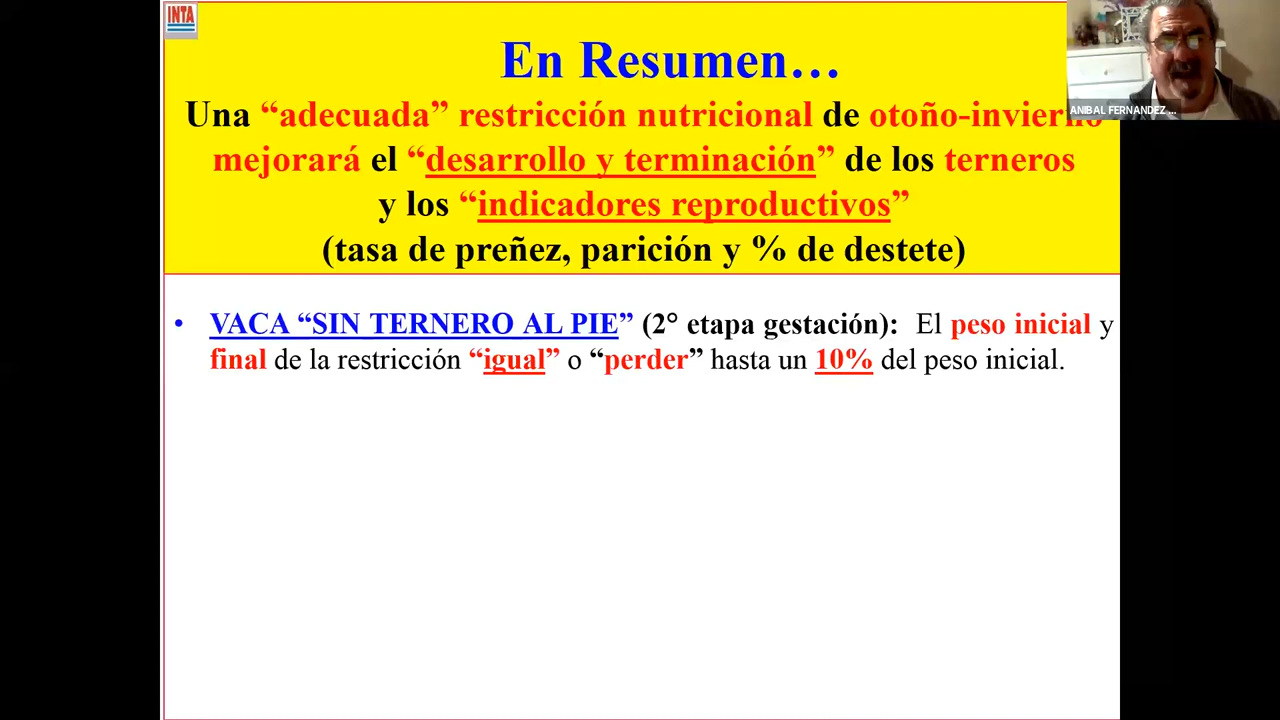 INTA
En Resumen…
Una “adecuada” restricción nutricional de otoño-invierno
mejorará el “desarrollo y terminación” de los terneros
y los “indicadores reproductivos”
(tasa de preñez, parición y % de destete)
ANIBAL FERNANDEZ ...
• VACA “SIN TERNERO AL PIE” (2° etapa gestación): El peso inicial y
final de la restricción “igual” o “perder” hasta un 10% del peso inicial.